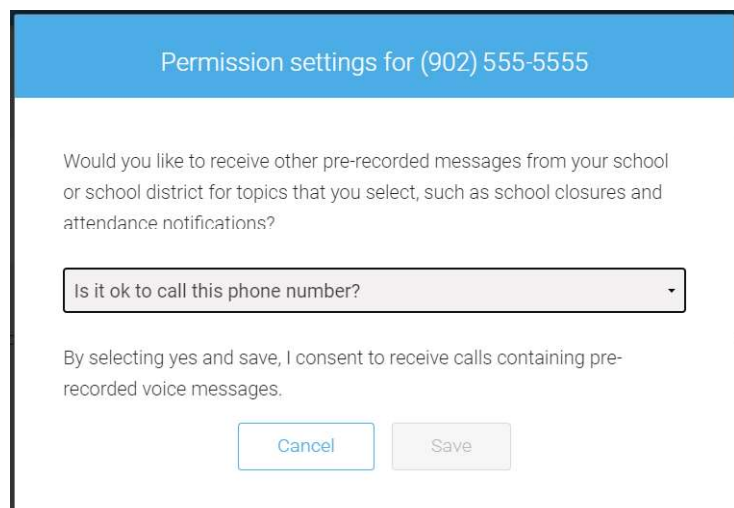 Permission settings for (902) 555-5555
Would you like to receive other pre-recorded messages from your school
or school district for topics that you select, such as school closures and
attendance notifications?
Is it ok to call this phone number?
By selecting yes and save, I consent to receive calls containing pre-
recorded voice messages.
Cancel
Save